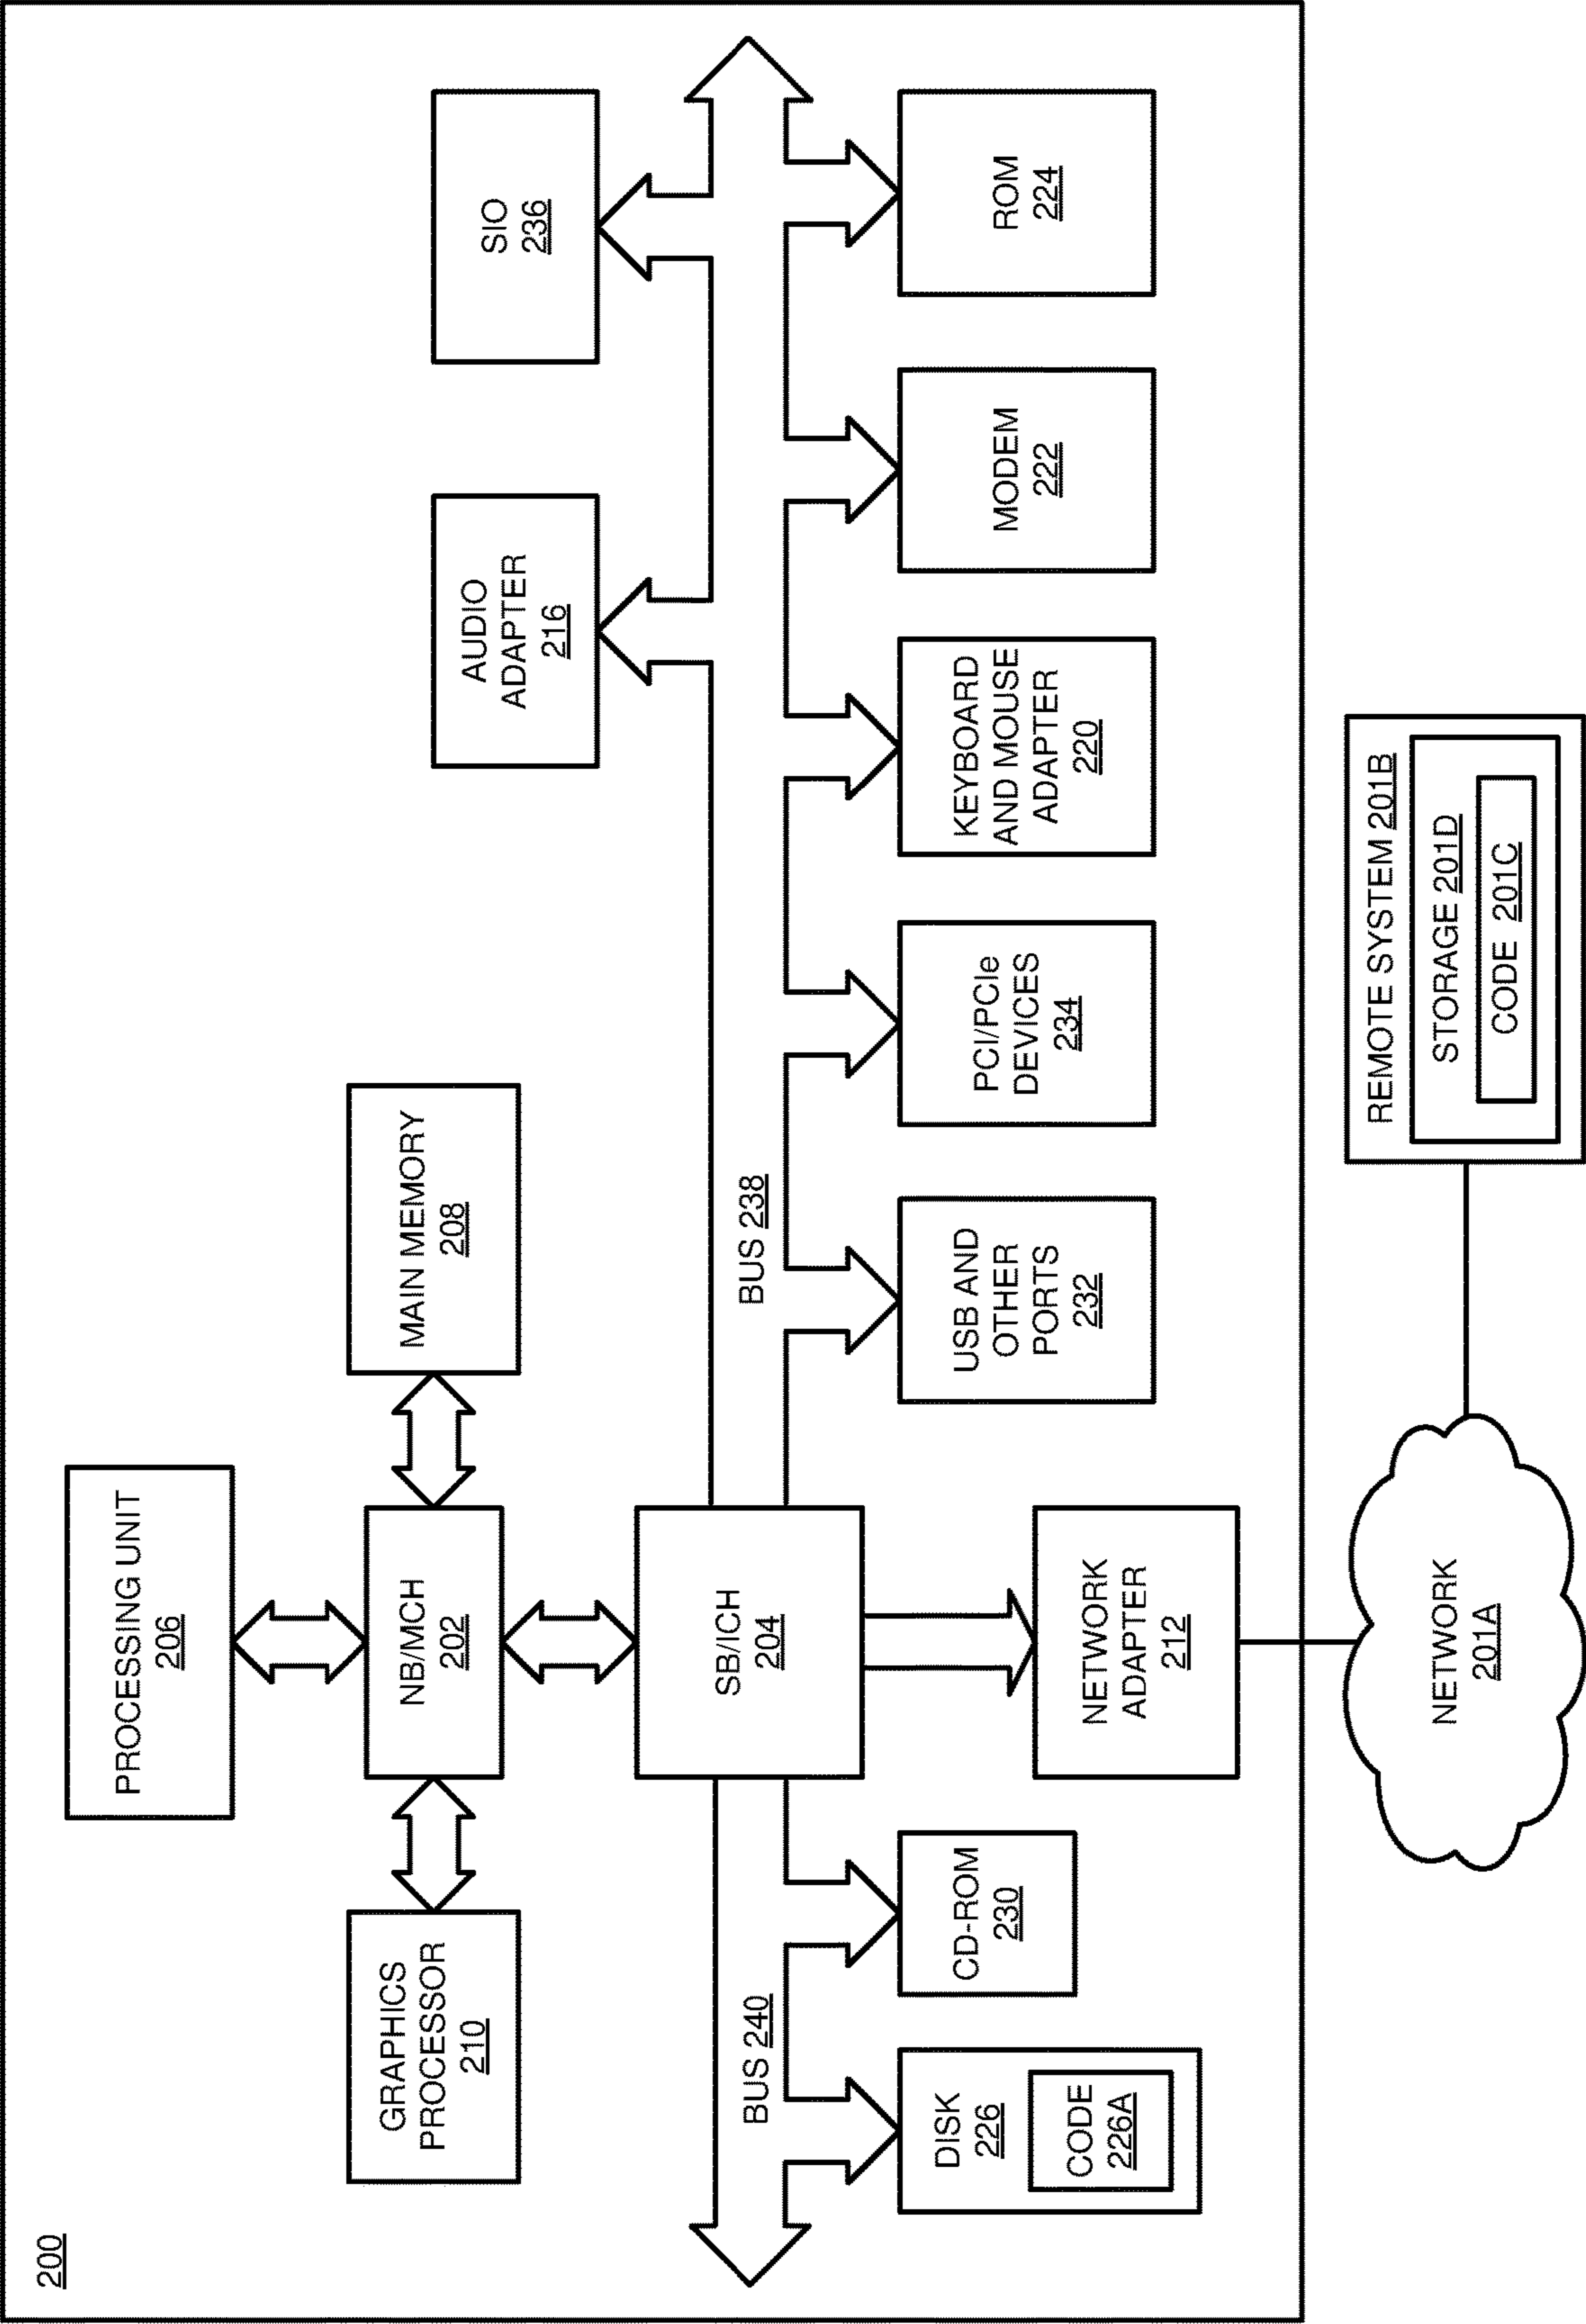 200
PROCESSING UNIT
206
GRAPHICS
PROCESSOR
210
NB/MCH
202
MAIN MEMORY
208
AUDIO
ADAPTER
216
SIO
236
SB/ICH
204
BUS 240
BUS 238
DISK
226
CODE
226A
CD-ROM
230
NETWORK
ADAPTER
212
USB AND
OTHER
PORTS
232
PCI/PCIe
DEVICES
234
KEYBOARD
AND MOUSE
ADAPTER
220
MODEM
222
ROM
224
NETWORK
201A
REMOTE SYSTEM 201B
STORAGE 201D
CODE 201C